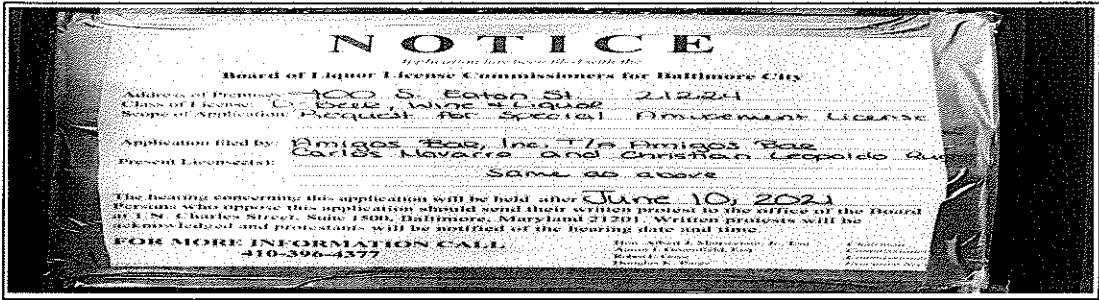 NOTICE
Application has been filed with the
Board of Liquor License Commissioners for Baltimore City
Address of Premises: 700 S. Eaton St. 21224
Class of License: D- Beer, Wine & Liquor
Scope of Application: Request for Special Amusement License
Application filed by: Amigos Bar, Inc. T/A Amigos Bar
Carlos Navarro and Christian Leopoldo
Present Licensee(s):
Same as above
The hearing concerning this application will be held after June 10, 2021
Persons who oppose this application should send their written protest to the office of the Board
at 1 N. Charles Street, Suite 1500, Baltimore, Maryland 21201. Written protests will be
acknowledged and protestants will be notified of the hearing date and time.
FOR MORE INFORMATION CALL
410-396-4377
Douglas K. Paige